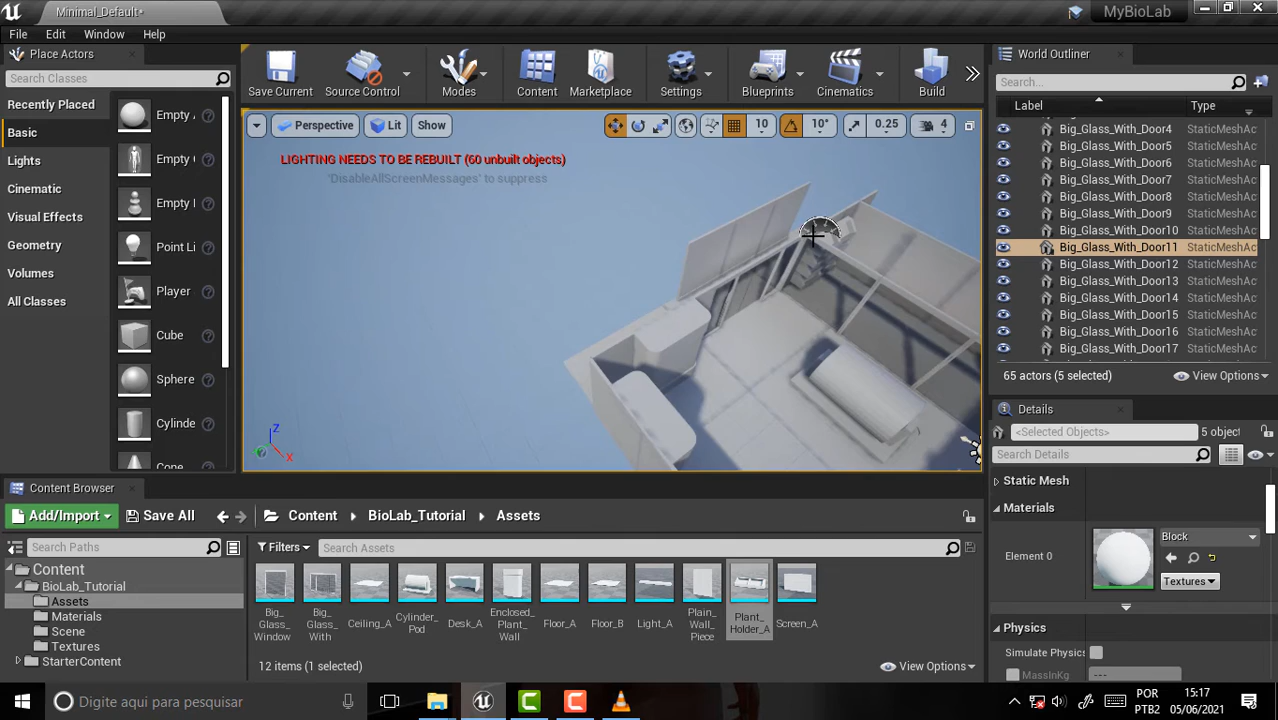 Minimal_Default*
MyBioLab
File Edit Window Help
Place Actors
Search Classes
Recently Placed
Basic
Lights
Cinematic
Visual Effects
Geometry
Volumes
All Classes
Empty
Empty
Empty
Point Li
Player
Cube
Sphere
Cylinde
Cone
Save Current
Source Control
Modes
Content
Marketplace
Settings
Blueprints
Cinematics
Build
Perspective Lit Show
10 10° 0.25 4
LIGHTING NEEDS TO BE REBUILT (60 unbuilt objects)
'DisableAllScreenMessages' to suppress
Z
X
World Outliner
Search...
Label Type
Big_Glass_With_Door4 StaticMeshAc
Big_Glass_With_Door5 StaticMeshAc
Big_Glass_With_Door6 StaticMeshAc
Big_Glass_With_Door7 StaticMeshAc
Big_Glass_With_Door8 StaticMeshAc
Big_Glass_With_Door9 StaticMeshAc
Big_Glass_With_Door10 StaticMeshAc
Big_Glass_With_Door11 StaticMeshAc
Big_Glass_With_Door12 StaticMeshAc
Big_Glass_With_Door13 StaticMeshAc
Big_Glass_With_Door14 StaticMeshAc
Big_Glass_With_Door15 StaticMeshAc
Big_Glass_With_Door16 StaticMeshAc
Big_Glass_With_Door17 StaticMeshAc
65 actors (5 selected)
View Options
Details
<Selected Objects>
5 object
Search Details
Static Mesh
Materials
Element 0
Block
Textures
Physics
Simulate Physics
MassInKg
---
Content Browser
Add/Import
Save All
Content
BioLab_Tutorial
Assets
Search Paths
Filters
Search Assets
Content
BioLab_Tutorial
Assets
Materials
Scene
Textures
StarterContent
Big_
Glass_
Window
Big_
Glass_
With
Ceiling_A
Cylinder_
Pod
Desk_A
Enclosed_
Plant_
Wall
Floor_A
Floor_B
Light_A
Plain_
Wall_
Piece
Plant_
Holder_A
Screen_A
12 items (1 selected)
View Options
Digite aqui para pesquisar
POR
PTB2
15:17
05/06/2021